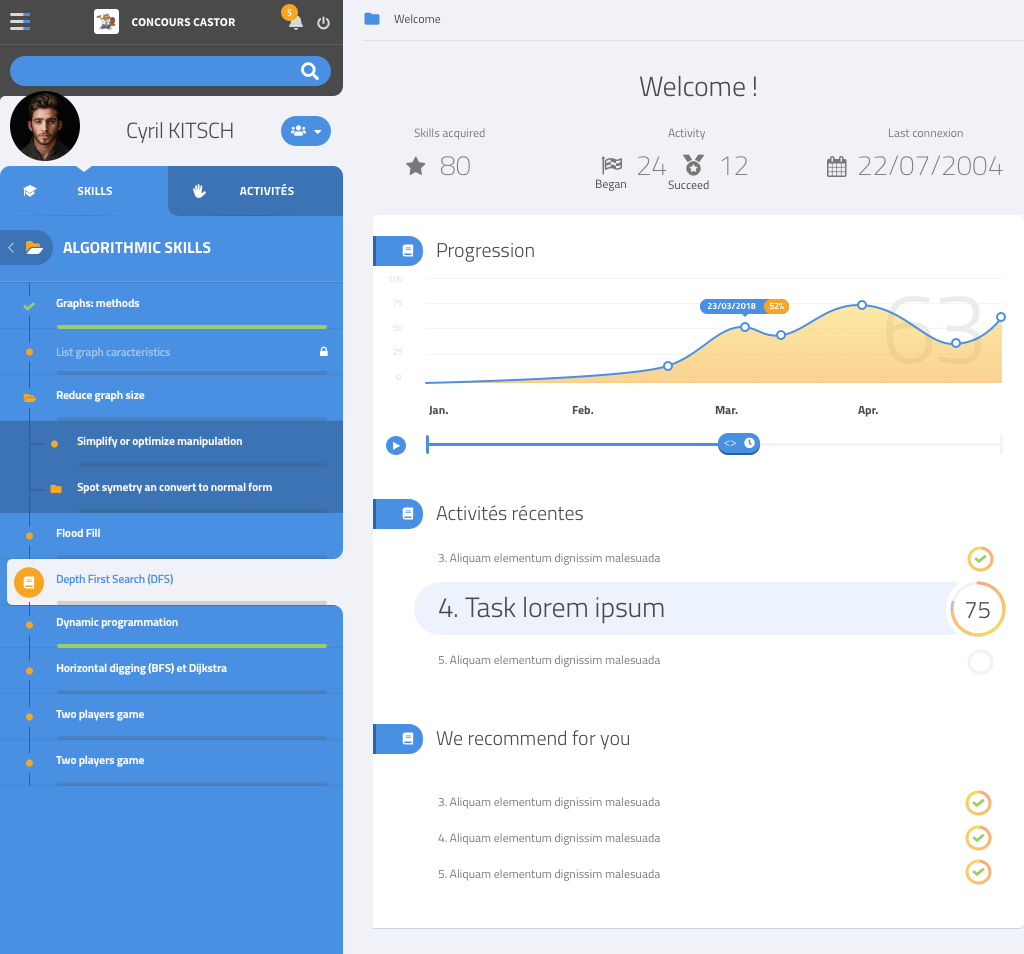 CONCOURS CASTOR
5
Cyril KITSCH
SKILLS
ACTIVITÉS
ALGORITHMIC SKILLS
Graphs: methods
List graph caracteristics
Reduce graph size
Simplify or optimize manipulation
Spot symetry an convert to normal form
Flood Fill
Depth First Search (DFS)
Dynamic programmation
Horizontal digging (BFS) et Dijkstra
Two players game
Two players game
Welcome
Welcome !
Skills acquired
Activity
Last connexion
80
24
12
22/07/2004
Began
Succeed
Progression
100
75
50
25
0
23/03/2018
52%
63
Jan.
Feb.
Mar.
Apr.
<>
Activités récentes
3. Aliquam elementum dignissim malesuada
4. Task lorem ipsum
75
5. Aliquam elementum dignissim malesuada
We recommend for you
3. Aliquam elementum dignissim malesuada
4. Aliquam elementum dignissim malesuada
5. Aliquam elementum dignissim malesuada